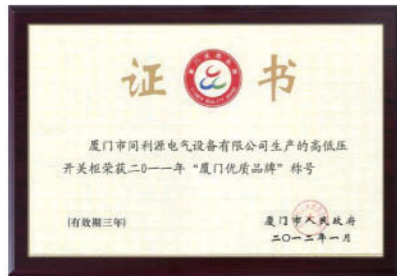 证 书
厦门市同利源电气设备有限公司生产的高低压
开关柜荣获二0一一年“厦门优质品牌”称号
(有效期三年)
厦门市人民政府
二〇一二年一月